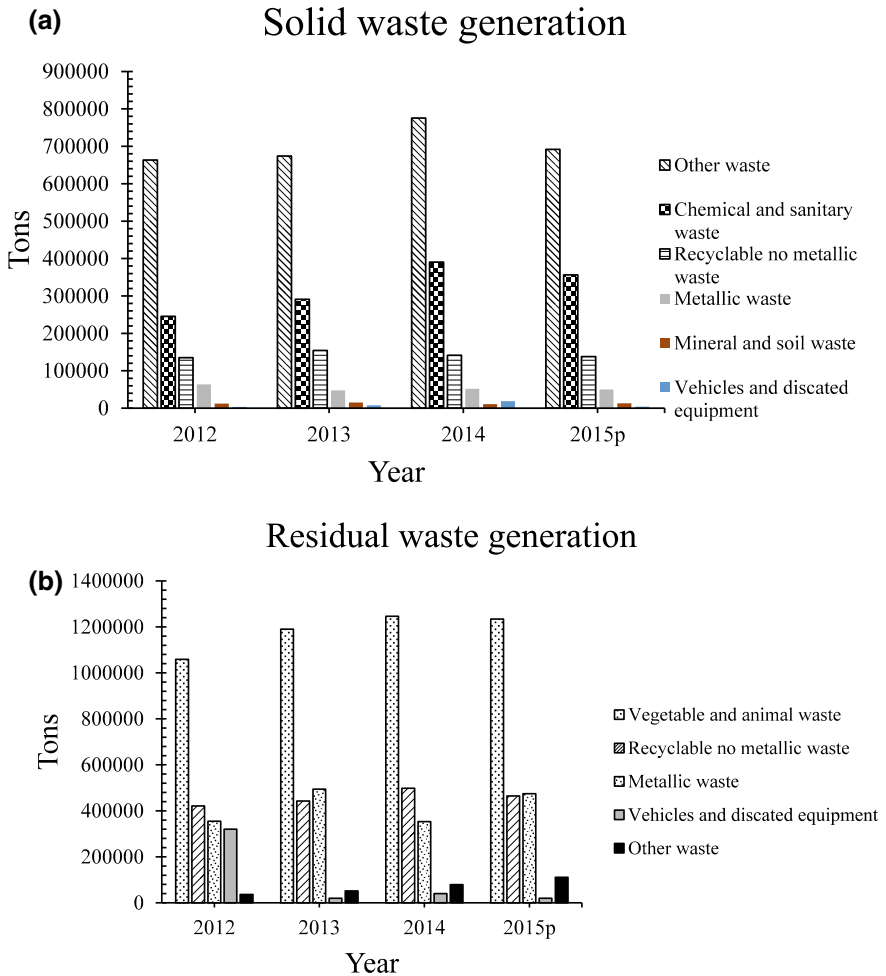 (a)
Solid waste generation
900000
800000
700000
600000
500000
400000
300000
200000
100000
0
Tons
2012
2013
2014
2015p
Year
Other waste
Chemical and sanitary
waste
Recyclable no metallic
waste
Metallic waste
Mineral and soil waste
Vehicles and discated
equipment
Residual waste generation
(b)
1400000
1200000
1000000
800000
600000
400000
200000
0
Tons
2012
2013
2014
2015p
Year
Vegetable and animal waste
Recyclable no metallic waste
Metallic waste
Vehicles and discated equipment
Other waste